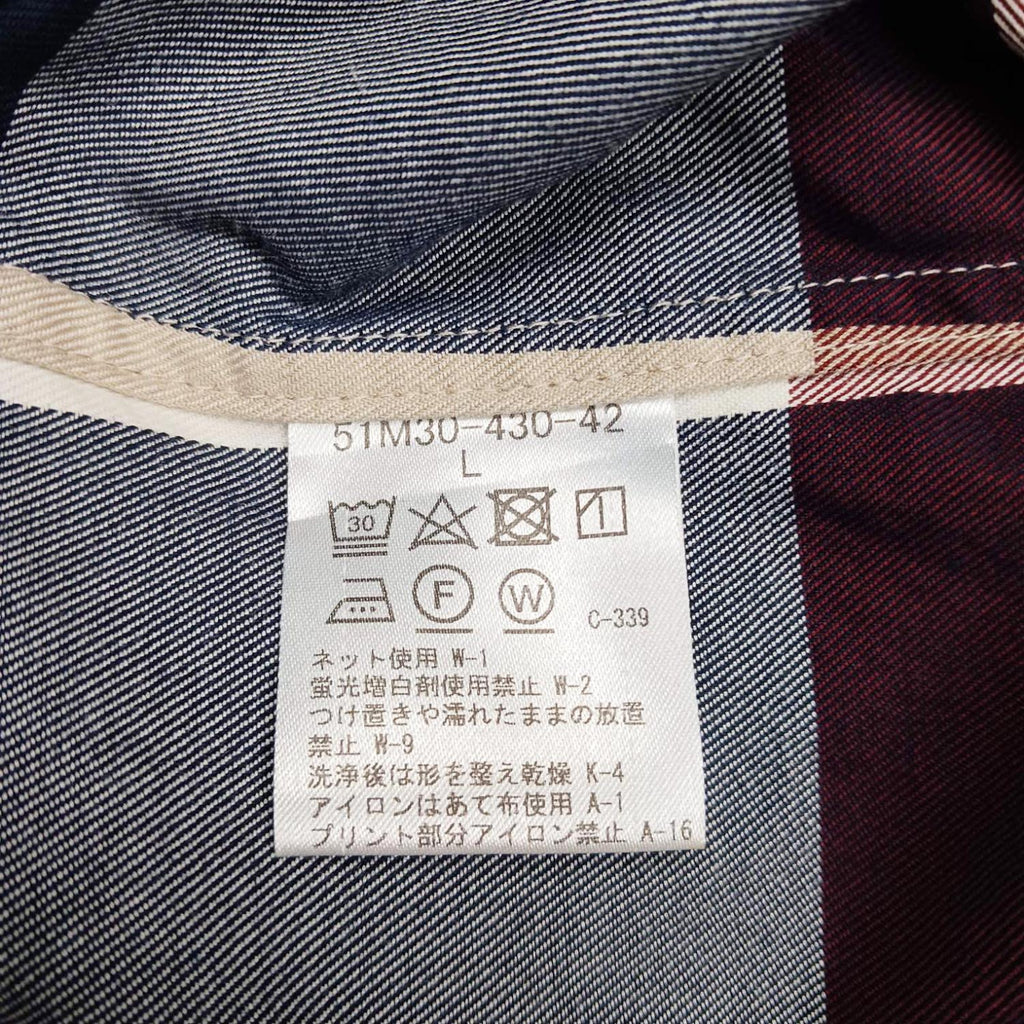 51M30-430-42
L
30
F W C-339
ネット使用 W-1
蛍光増白剤使用禁止 W-2
つけ置きや濡れたままの放置
禁止 W-9
洗浄後は形を整え乾燥 K-4
アイロンはあて布使用 A-1
プリント部分アイロン禁止 A-16